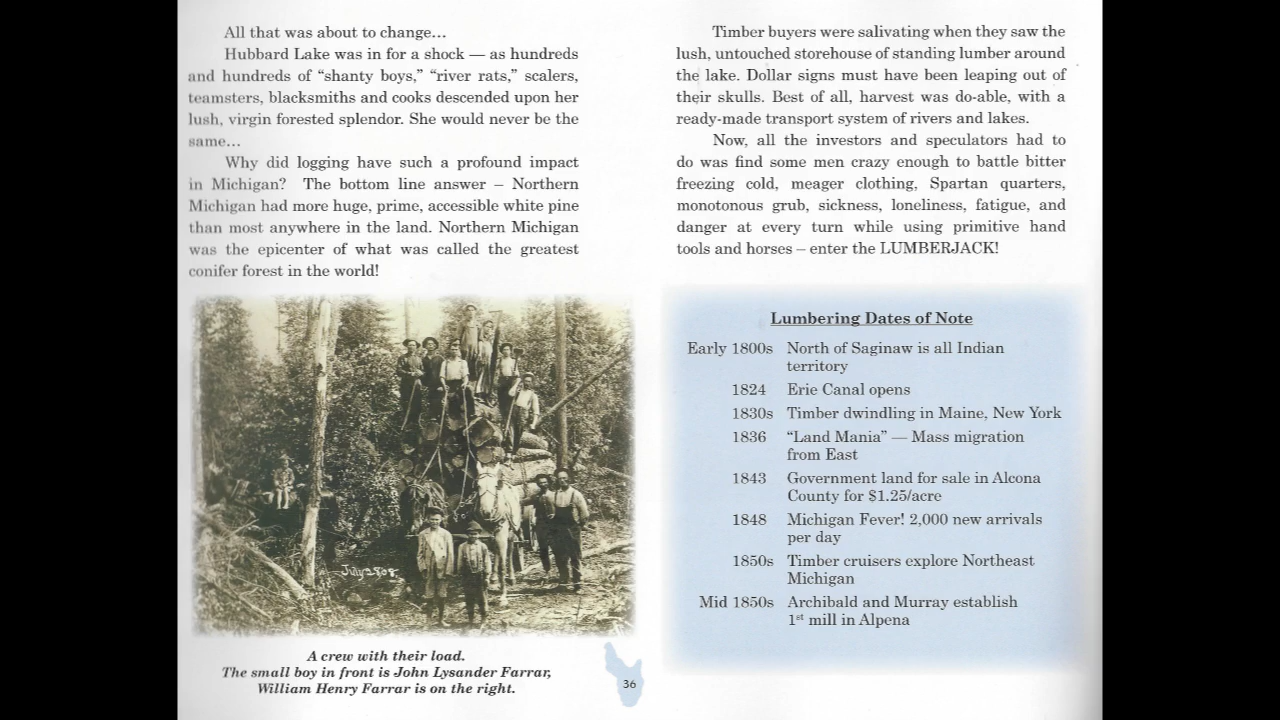 All that was about to change...
Hubbard Lake was in for a shock — as hundreds
and hundreds of “shanty boys,” “river rats,” scalers,
teamsters, blacksmiths and cooks descended upon her
lush, virgin forested splendor. She would never be the
same...
Why did logging have such a profound impact
in Michigan? The bottom line answer – Northern
Michigan had more huge, prime, accessible white pine
than most anywhere in the land. Northern Michigan
was the epicenter of what was called the greatest
conifer forest in the world!
July 2 '08
A crew with their load.
The small boy in front is John Lysander Farrar,
William Henry Farrar is on the right.
Timber buyers were salivating when they saw the
lush, untouched storehouse of standing lumber around
the lake. Dollar signs must have been leaping out of
their skulls. Best of all, harvest was do-able, with a
ready-made transport system of rivers and lakes.
Now, all the investors and speculators had to
do was find some men crazy enough to battle bitter
freezing cold, meager clothing, Spartan quarters,
monotonous grub, sickness, loneliness, fatigue, and
danger at every turn while using primitive hand
tools and horses – enter the LUMBERJACK!
Lumbering Dates of Note
Early 1800s North of Saginaw is all Indian
territory
1824 Erie Canal opens
1830s Timber dwindling in Maine, New York
1836 “Land Mania” — Mass migration
from East
1843 Government land for sale in Alcona
County for $1.25/acre
1848 Michigan Fever! 2,000 new arrivals
per day
1850s Timber cruisers explore Northeast
Michigan
Mid 1850s Archibald and Murray establish
1st mill in Alpena
36